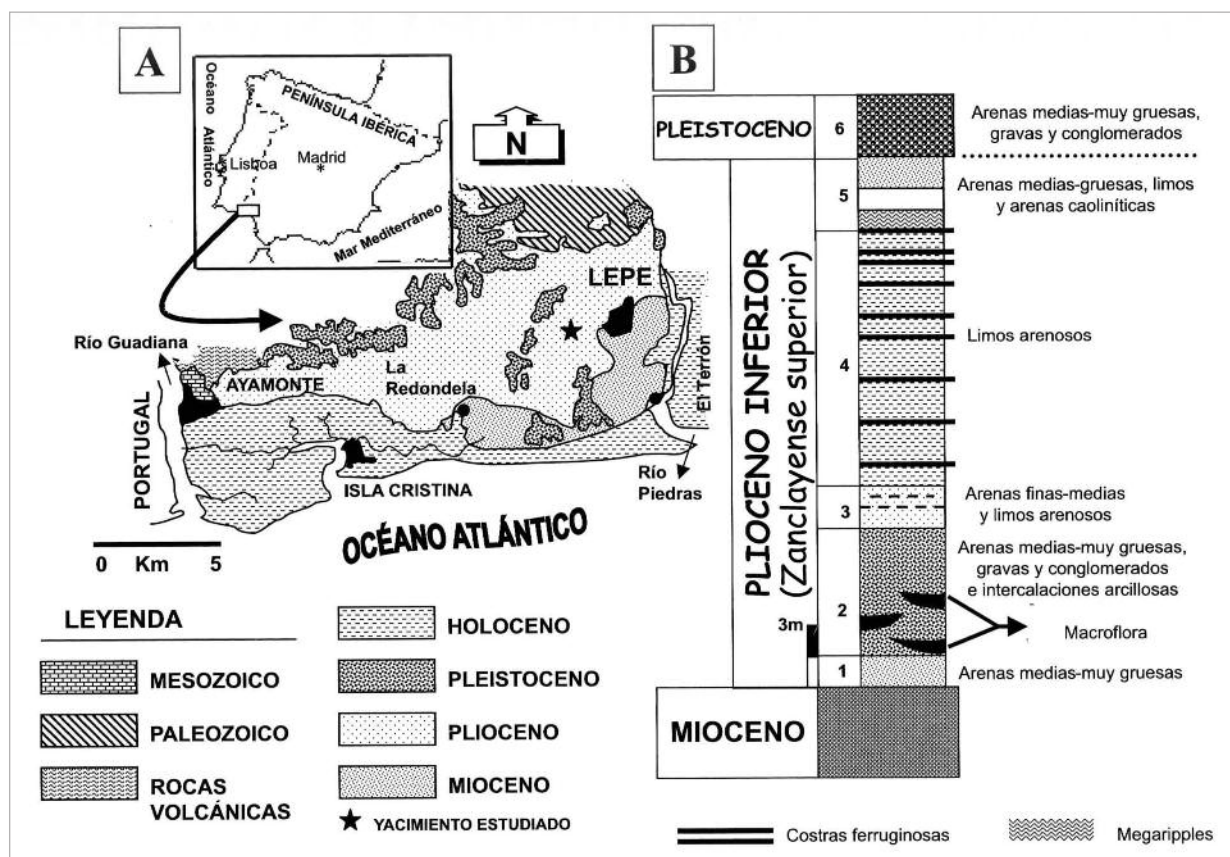 A
Océano Atlántico
PENÍNSULA IBÉRICA
Lisboa
Madrid
*
Mar Mediterráneo
N
LEPE
Río Guadiana
AYAMONTE
La
Redondela
El Terrón
PORTUGAL
ISLA CRISTINA
Río
Piedras
OCÉANO ATLÁNTICO
0 Km 5
LEYENDA
MESOZOICO
PALEOZOICO
ROCAS
VOLCÁNICAS
HOLOCENO
PLEISTOCENO
PLIOCENO
MIOCENO
YACIMIENTO ESTUDIADO
B
PLEISTOCENO
6
Arenas medias-muy gruesas,
gravas y conglomerados
PLIOCENO INFERIOR
(Zanclayense superior)
5
Arenas medias-gruesas, limos
y arenas caoliníticas
4
Limos arenosos
3
Arenas finas-medias
y limos arenosos
2
Arenas medias-muy gruesas,
gravas y conglomerados
e intercalaciones arcillosas
3m
Macroflora
1
Arenas medias-muy gruesas
MIOCENO
Costras ferruginosas
Megaripples